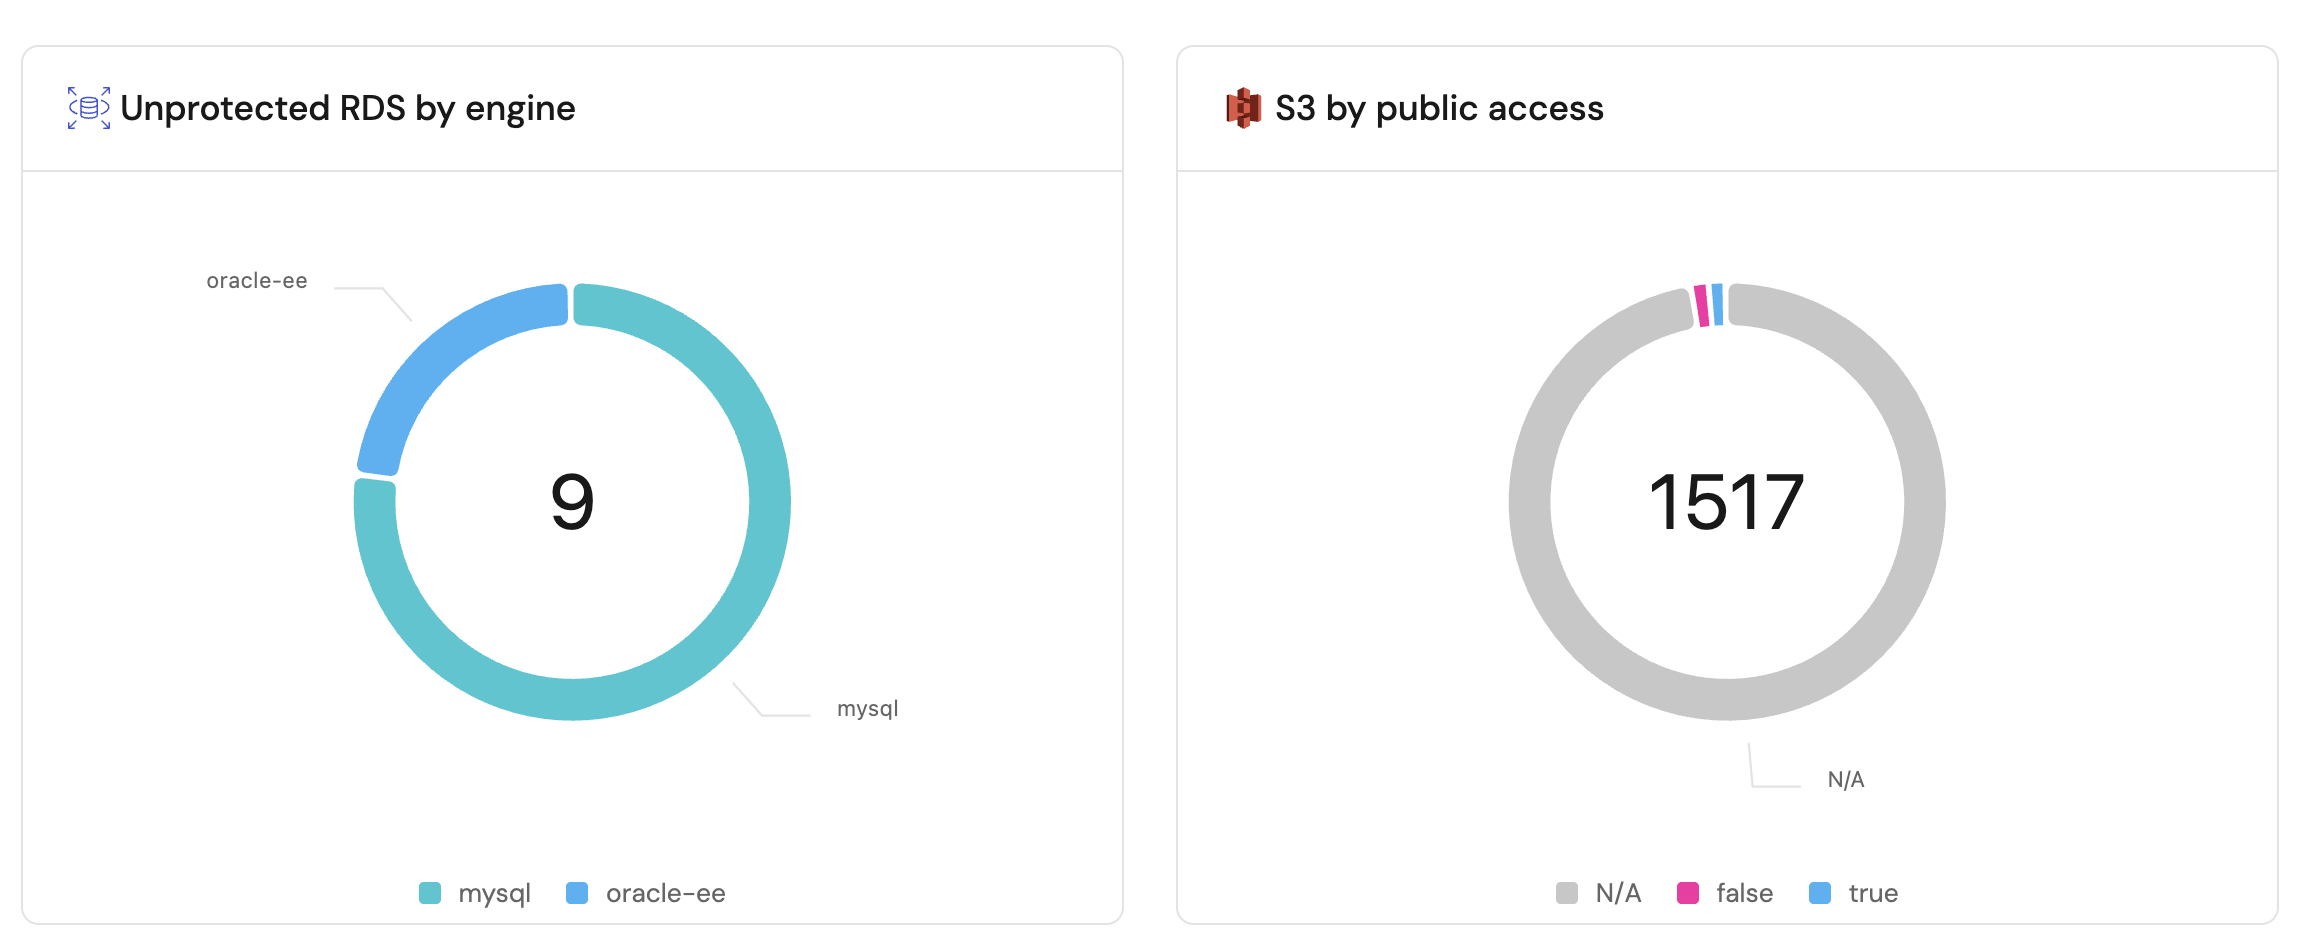 Unprotected RDS by engine
oracle-ee
9
mysql
mysql
oracle-ee
S3 by public access
1517
N/A
N/A
false
true